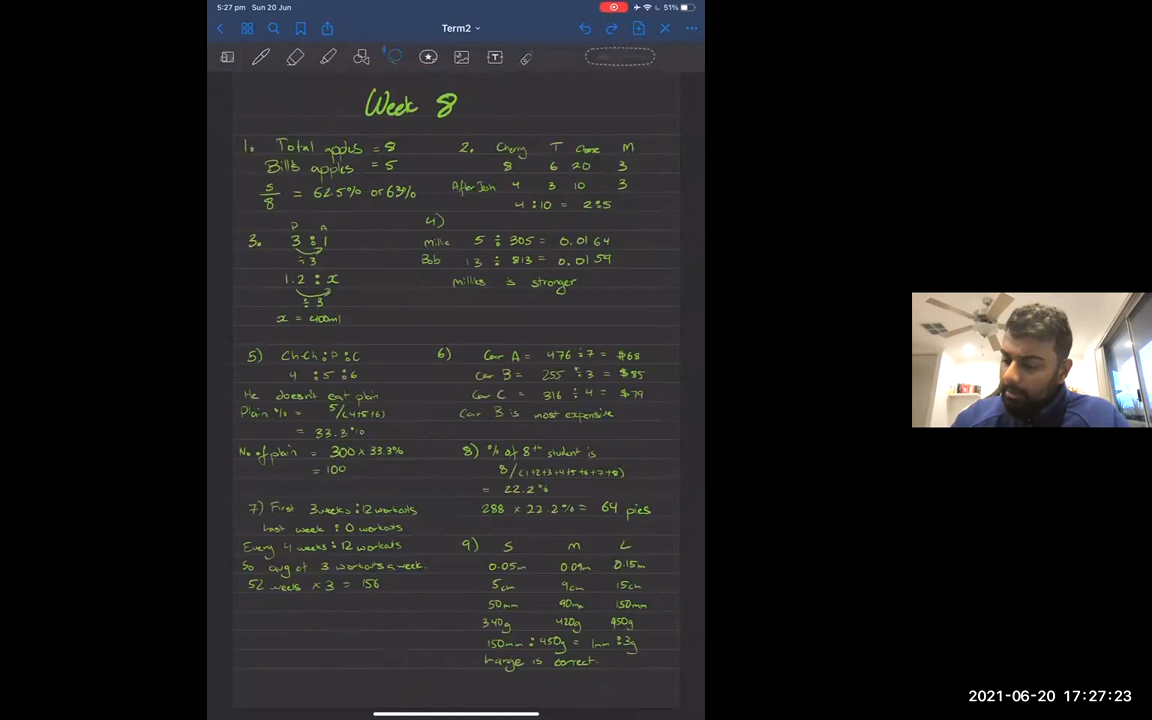 5:27 pm Sun 20 Jun
51%
Term2
Week 8
1. Total apples = 8
Bill's apples = 5
5/8 = 62.5% or 63%
2. Cherry T Choc M
8 6 20 3
After Josh 4 3 10 3
4 : 10 = 2 : 5
3. P A
3 : 1
÷ 3
1.2 : x
÷ 3
x = 400ml
4)
Millie 5 ÷ 305 = 0.0164
Bob 13 ÷ 813 = 0.0159
Millies is stronger
5) Ch-Ch : P : C
4 : 5 : 6
He doesn't eat plain
Plain % = 5/(4+5+6)
= 33.3%
No of plain = 300 x 33.3%
= 100
6) Car A = 476 ÷ 7 = $68
Car B = 255 ÷ 3 = $85
Car C = 316 ÷ 4 = $79
Car B is most expensive
7) First 3 weeks : 12 workouts
Last week : 0 workouts
Every 4 weeks : 12 workouts
So avg of 3 workouts a week.
52 weeks x 3 = 156
8) % of 8th student is
8/(1+2+3+4+5+6+7+8)
= 22.2%
288 x 22.2% = 64 pies
9) S M L
0.05m 0.09m 0.15m
5cm 9cm 15cm
50mm 90mm 150mm
340g 420g 450g
150mm : 450g = 1mm : 3g
Large is correct.
2021-06-20 17:27:23